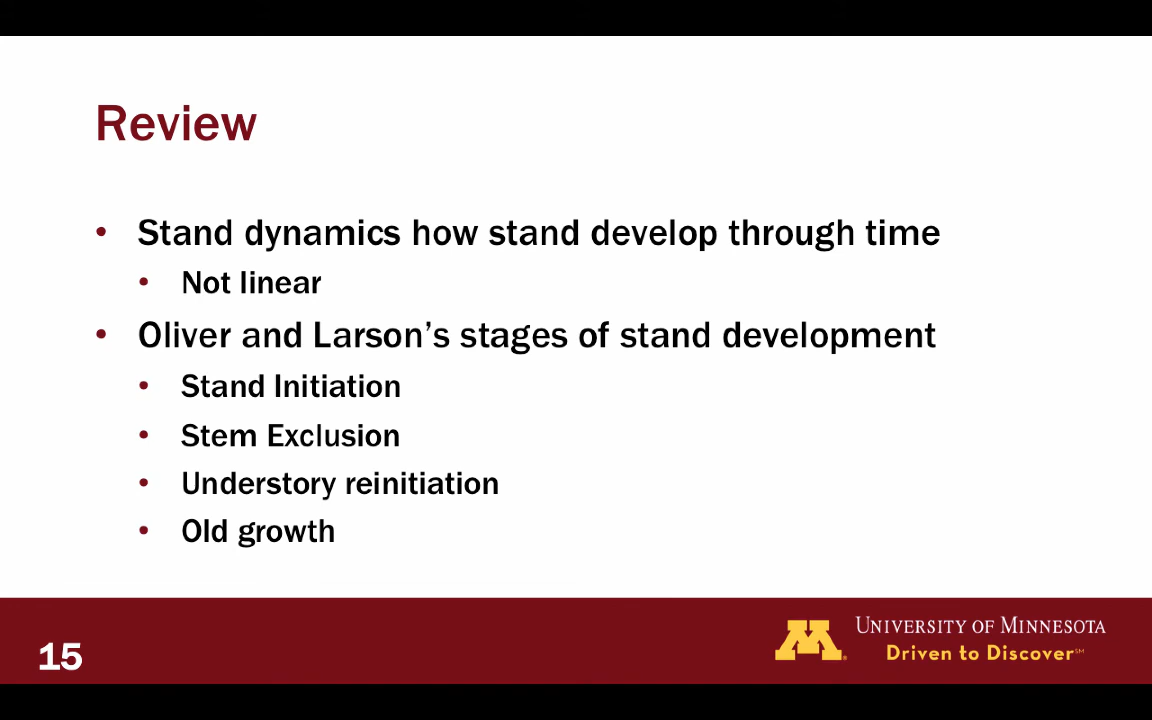 Review
• Stand dynamics how stand develop through time
• Not linear
• Oliver and Larson’s stages of stand development
• Stand Initiation
• Stem Exclusion
• Understory reinitiation
• Old growth
15
M
UNIVERSITY OF MINNESOTA
Driven to Discover℠